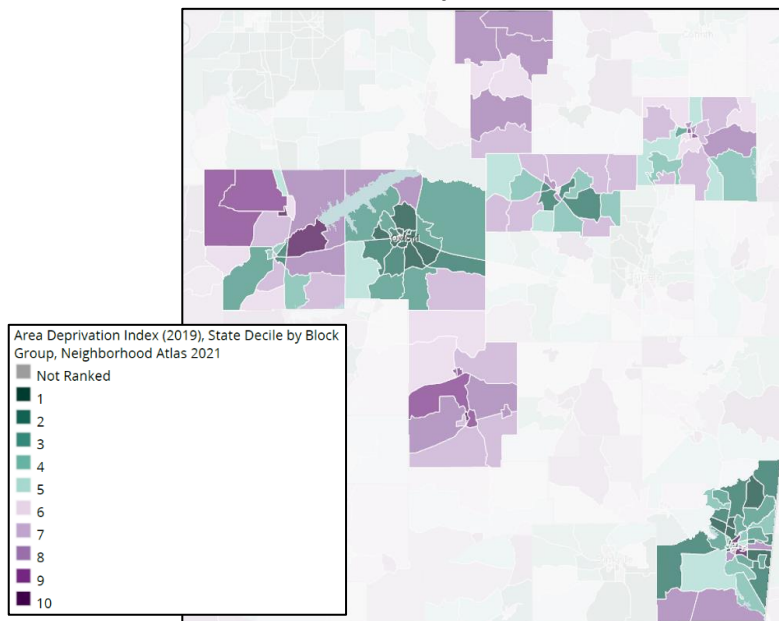 Oxford
Area Deprivation Index (2019), State Decile by Block
Group, Neighborhood Atlas 2021
Not Ranked
1
2
3
4
5
6
7
8
9
10